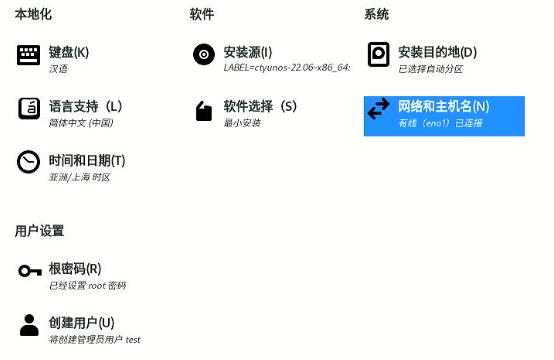 本地化
键盘(K)
汉语
语言支持（L）
简体中文 (中国)
时间和日期(T)
亚洲/上海 时区
软件
安装源(I)
LABEL=ctyunos-22.06-x86_64:
软件选择（S）
最小安装
系统
安装目的地(D)
已选择自动分区
网络和主机名(N)
有线（eno1）已连接
用户设置
根密码(R)
已经设置 root 密码
创建用户(U)
将创建管理员用户 test